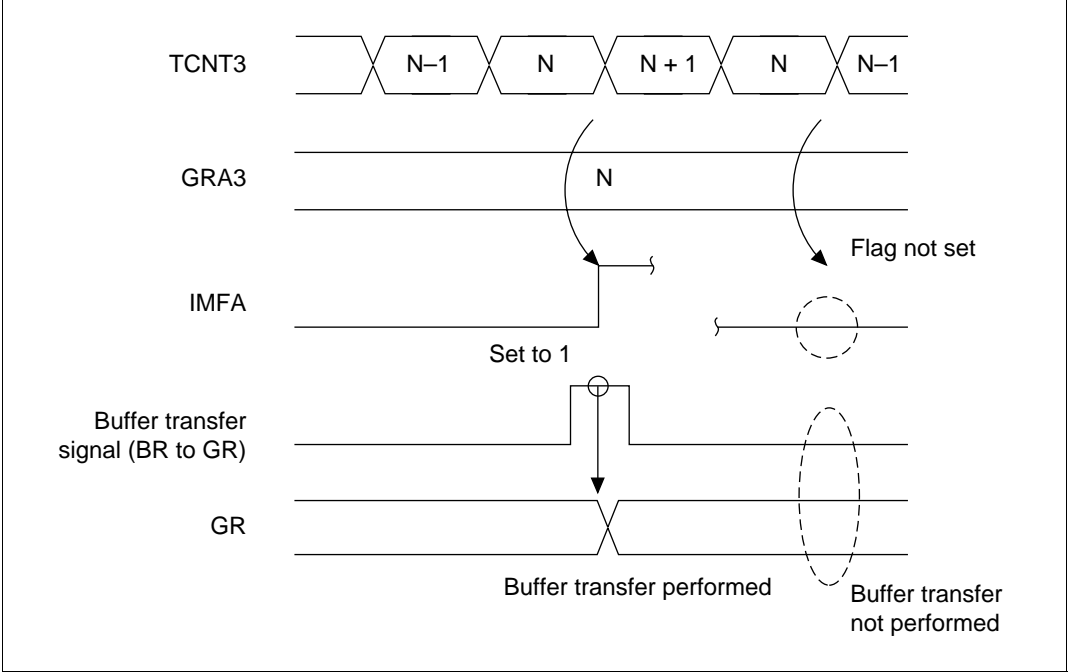 TCNT3 N–1 N N + 1 N N–1
GRA3 N
Flag not set
IMFA
Set to 1
Buffer transfer
signal (BR to GR)
GR
Buffer transfer performed
Buffer transfer
not performed